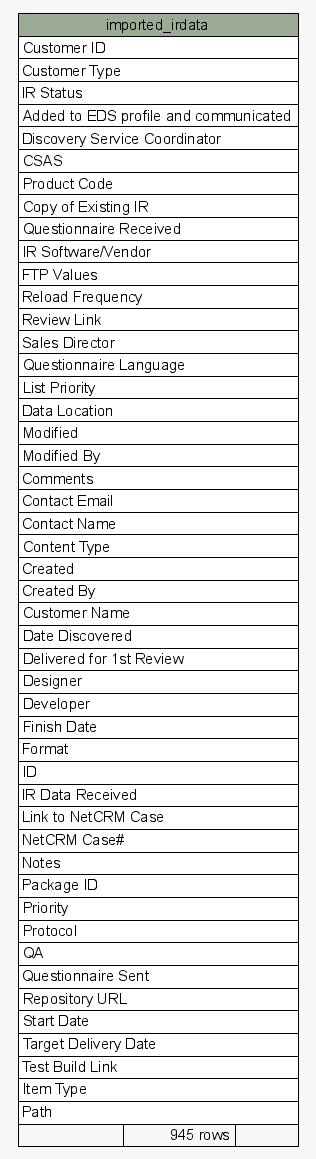 imported_irdata
Customer ID
Customer Type
IR Status
Added to EDS profile and communicated
Discovery Service Coordinator
CSAS
Product Code
Copy of Existing IR
Questionnaire Received
IR Software/Vendor
FTP Values
Reload Frequency
Review Link
Sales Director
Questionnaire Language
List Priority
Data Location
Modified
Modified By
Comments
Contact Email
Contact Name
Content Type
Created
Created By
Customer Name
Date Discovered
Delivered for 1st Review
Designer
Developer
Finish Date
Format
ID
IR Data Received
Link to NetCRM Case
NetCRM Case#
Notes
Package ID
Priority
Protocol
QA
Questionnaire Sent
Repository URL
Start Date
Target Delivery Date
Test Build Link
Item Type
Path
945 rows